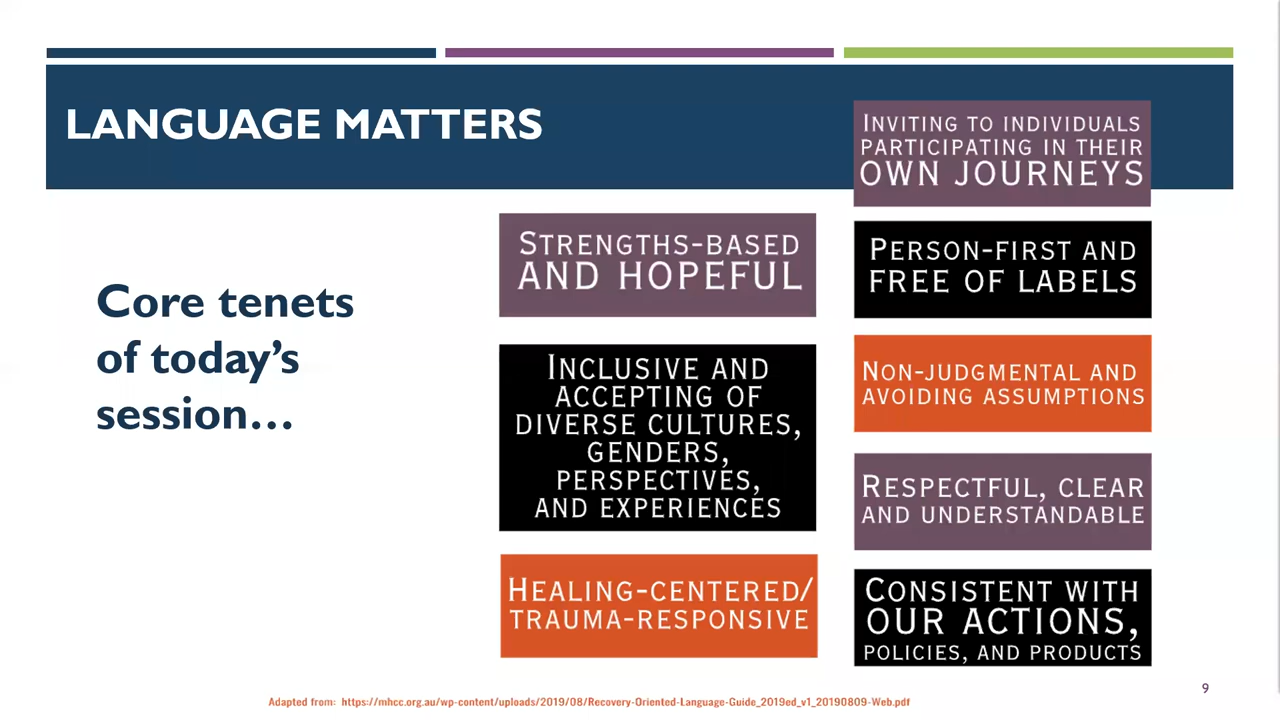 LANGUAGE MATTERS
Core tenets
of today's
session...
STRENGTHS-BASED
AND HOPEFUL
INCLUSIVE AND
ACCEPTING OF
DIVERSE CULTURES,
GENDERS,
PERSPECTIVES,
AND EXPERIENCES
HEALING-CENTERED/
TRAUMA-RESPONSIVE
INVITING TO INDIVIDUALS
PARTICIPATING IN THEIR
OWN JOURNEYS
PERSON-FIRST AND
FREE OF LABELS
NON-JUDGMENTAL AND
AVOIDING ASSUMPTIONS
RESPECTFUL, CLEAR
AND UNDERSTANDABLE
CONSISTENT WITH
OUR ACTIONS,
POLICIES, AND PRODUCTS
Adapted from: https://mhcc.org.au/wp-content/uploads/2019/08/Recovery-Oriented-Language-Guide_2019ed_v1_20190809-Web.pdf
9